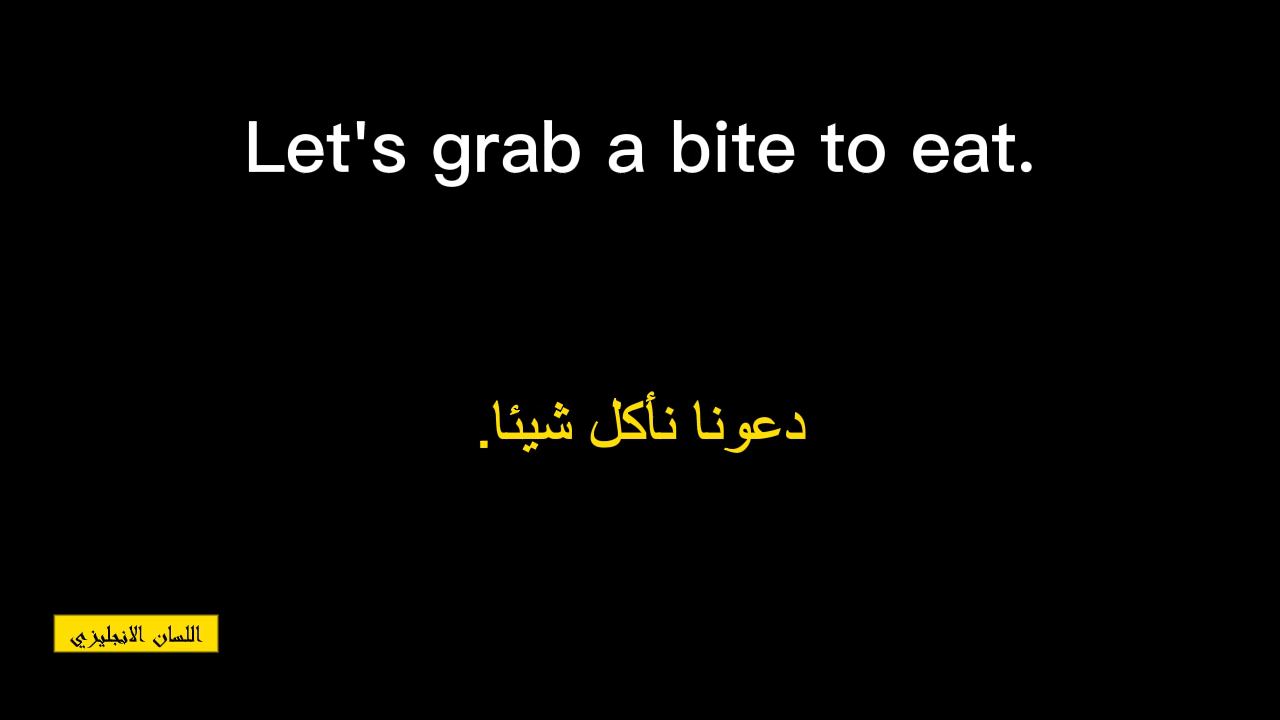 Let's grab a bite to eat.
دعونا نأكل شيئا.
اللسان الانجليزي